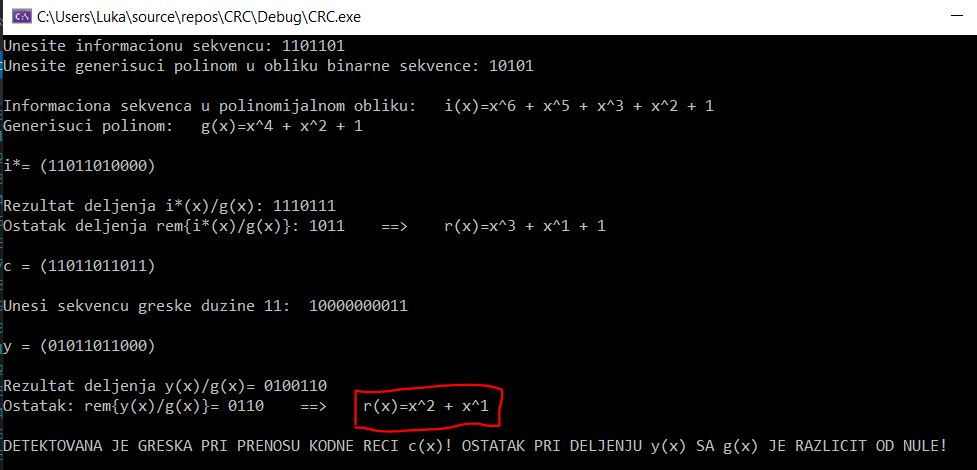 C:\Users\Luka\source\repos\CRC\Debug\CRC.exe
Unesite informacionu sekvencu: 1101101
Unesite generisuci polinom u obliku binarne sekvence: 10101
Informaciona sekvenca u polinomijalnom obliku: i(x)=x^6 + x^5 + x^3 + x^2 + 1
Generisuci polinom: g(x)=x^4 + x^2 + 1
i*= (11011010000)
Rezultat deljenja i*(x)/g(x): 1110111
Ostatak deljenja rem{i*(x)/g(x)}: 1011 ==> r(x)=x^3 + x^1 + 1
c = (11011011011)
Unesi sekvencu greske duzine 11: 10000000011
y = (01011011000)
Rezultat deljenja y(x)/g(x)= 0100110
Ostatak: rem{y(x)/g(x)}= 0110 ==> r(x)=x^2 + x^1
DETEKTOVANA JE GRESKA PRI PRENOSU KODNE RECI c(x)! OSTATAK PRI DELJENJU y(x) SA g(x) JE RAZLICIT OD NULE!